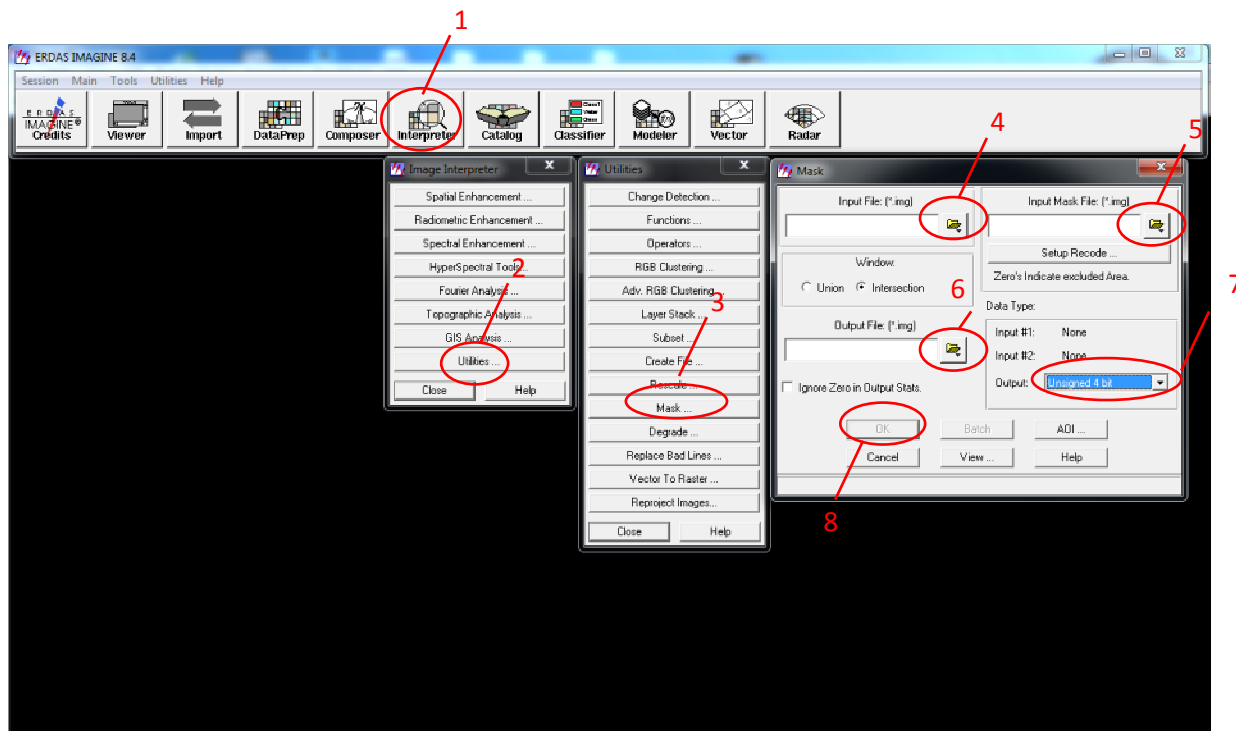 1
ERDAS IMAGINE 8.4
Session Main Tools Utilities Help
ERDAS
IMAGINE®
Credits
Viewer
Import
DataPrep
Composer
Interpreter
Catalog
Classifier
Modeler
Vector
Radar
Image Interpreter
Spatial Enhancement ...
Radiometric Enhancement ...
Spectral Enhancement ...
HyperSpectral Tools...
Fourier Analysis ...
2
Topographic Analysis ...
GIS Analysis ...
Utilities ...
Close Help
Utilities
Change Detection ...
Functions ...
Operators ...
RGB Clustering ...
Adv. RGB Clustering ...
3
Layer Stack ...
Subset ...
Create File ...
Rescale ...
Mask ...
Degrade ...
Replace Bad Lines ...
Vector To Raster ...
Reproject Images...
Close Help
4
5
Mask
Input File: (*.img)
Input Mask File: (*.img)
Setup Recode ...
Zero's Indicate excluded Area.
Window:
Union Intersection
6
7
Data Type:
Output File: (*.img)
Input #1: None
Input #2: None
Output: Unsigned 4 bit
Ignore Zero in Output Stats.
OK Batch AOI ...
Cancel View ... Help
8